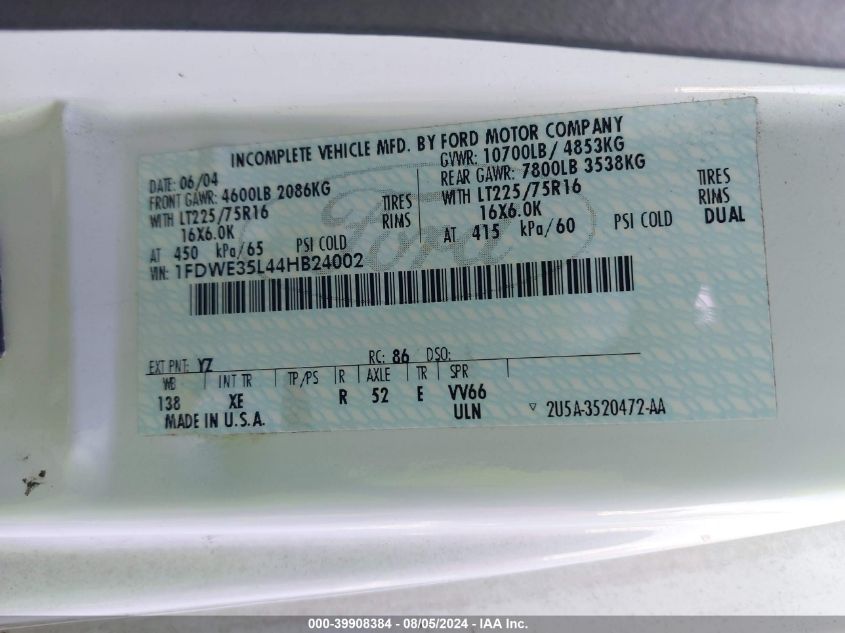 INCOMPLETE VEHICLE MFD. BY FORD MOTOR COMPANY
DATE: 06/04 GVWR: 10700LB/ 4853KG
FRONT GAWR: 4600LB 2086KG REAR GAWR: 7800LB 3538KG
WITH LT225/75R16 TIRES WITH LT225/75R16 TIRES
16X6.0K RIMS 16X6.0K RIMS
AT 450 kPa/65 PSI COLD AT 415 kPa/60 PSI COLD DUAL
VIN: 1FDWE35L44HB24002
Ford
EXT PNT: YZ RC: 86 DSO:
WB INT TR TP/PS R AXLE TR SPR
138 XE R 52 E VV66
MADE IN U.S.A. ULN ▽ 2U5A-3520472-AA
000-39908384 - 08/05/2024 - IAA Inc.